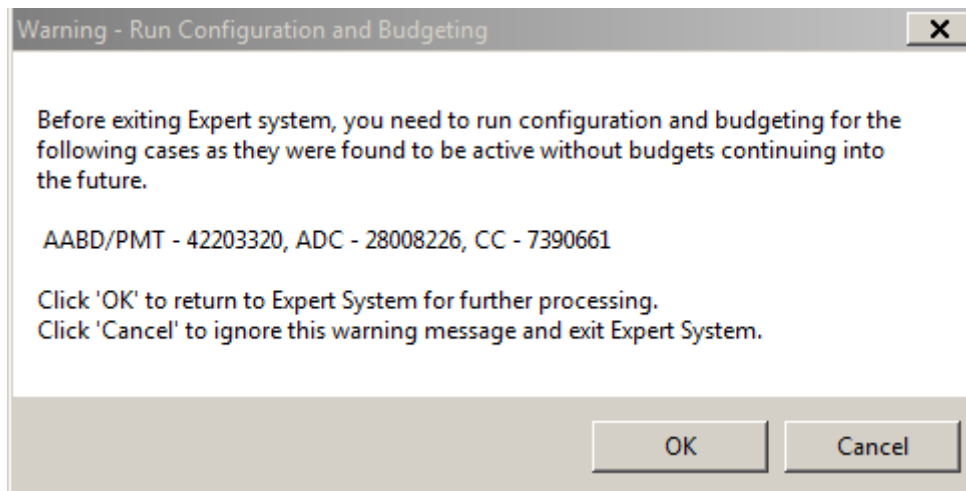 Warning - Run Configuration and Budgeting
Before exiting Expert system, you need to run configuration and budgeting for the
following cases as they were found to be active without budgets continuing into
the future.
AABD/PMT - 42203320, ADC - 28008226, CC - 7390661
Click 'OK' to return to Expert System for further processing.
Click 'Cancel' to ignore this warning message and exit Expert System.
OK
Cancel